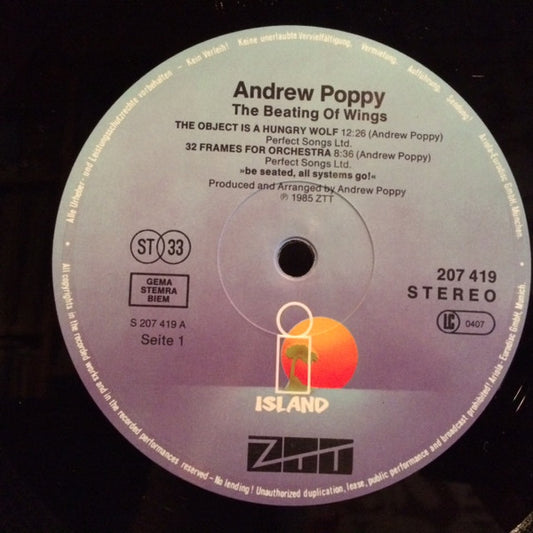 Alle Urheber- und Leistungsschutzrechte vorbehalten - Kein Verleih! Keine unerlaubte Vervielfältigung, Vermietung, Aufführung, Sendung! Ariola-Eurodisc GmbH, München.
Andrew Poppy
The Beating Of Wings
THE OBJECT IS A HUNGRY WOLF 12:26 (Andrew Poppy)
Perfect Songs Ltd.
32 FRAMES FOR ORCHESTRA 8:36 (Andrew Poppy)
Perfect Songs Ltd.
»be seated, all systems go!«
Produced and Arranged by Andrew Poppy
℗ 1985 ZTT
ST 33
GEMA
STEMRA
BIEM
S 207 419 A
Seite 1
207 419
STEREO
LC 0407
i
ISLAND
ZTT
All copyrights in the recorded works and in the recorded performances reserved! - No lending! Unauthorized duplication, lease, public performance and broadcast prohibited! Ariola-Eurodisc GmbH, Munich.